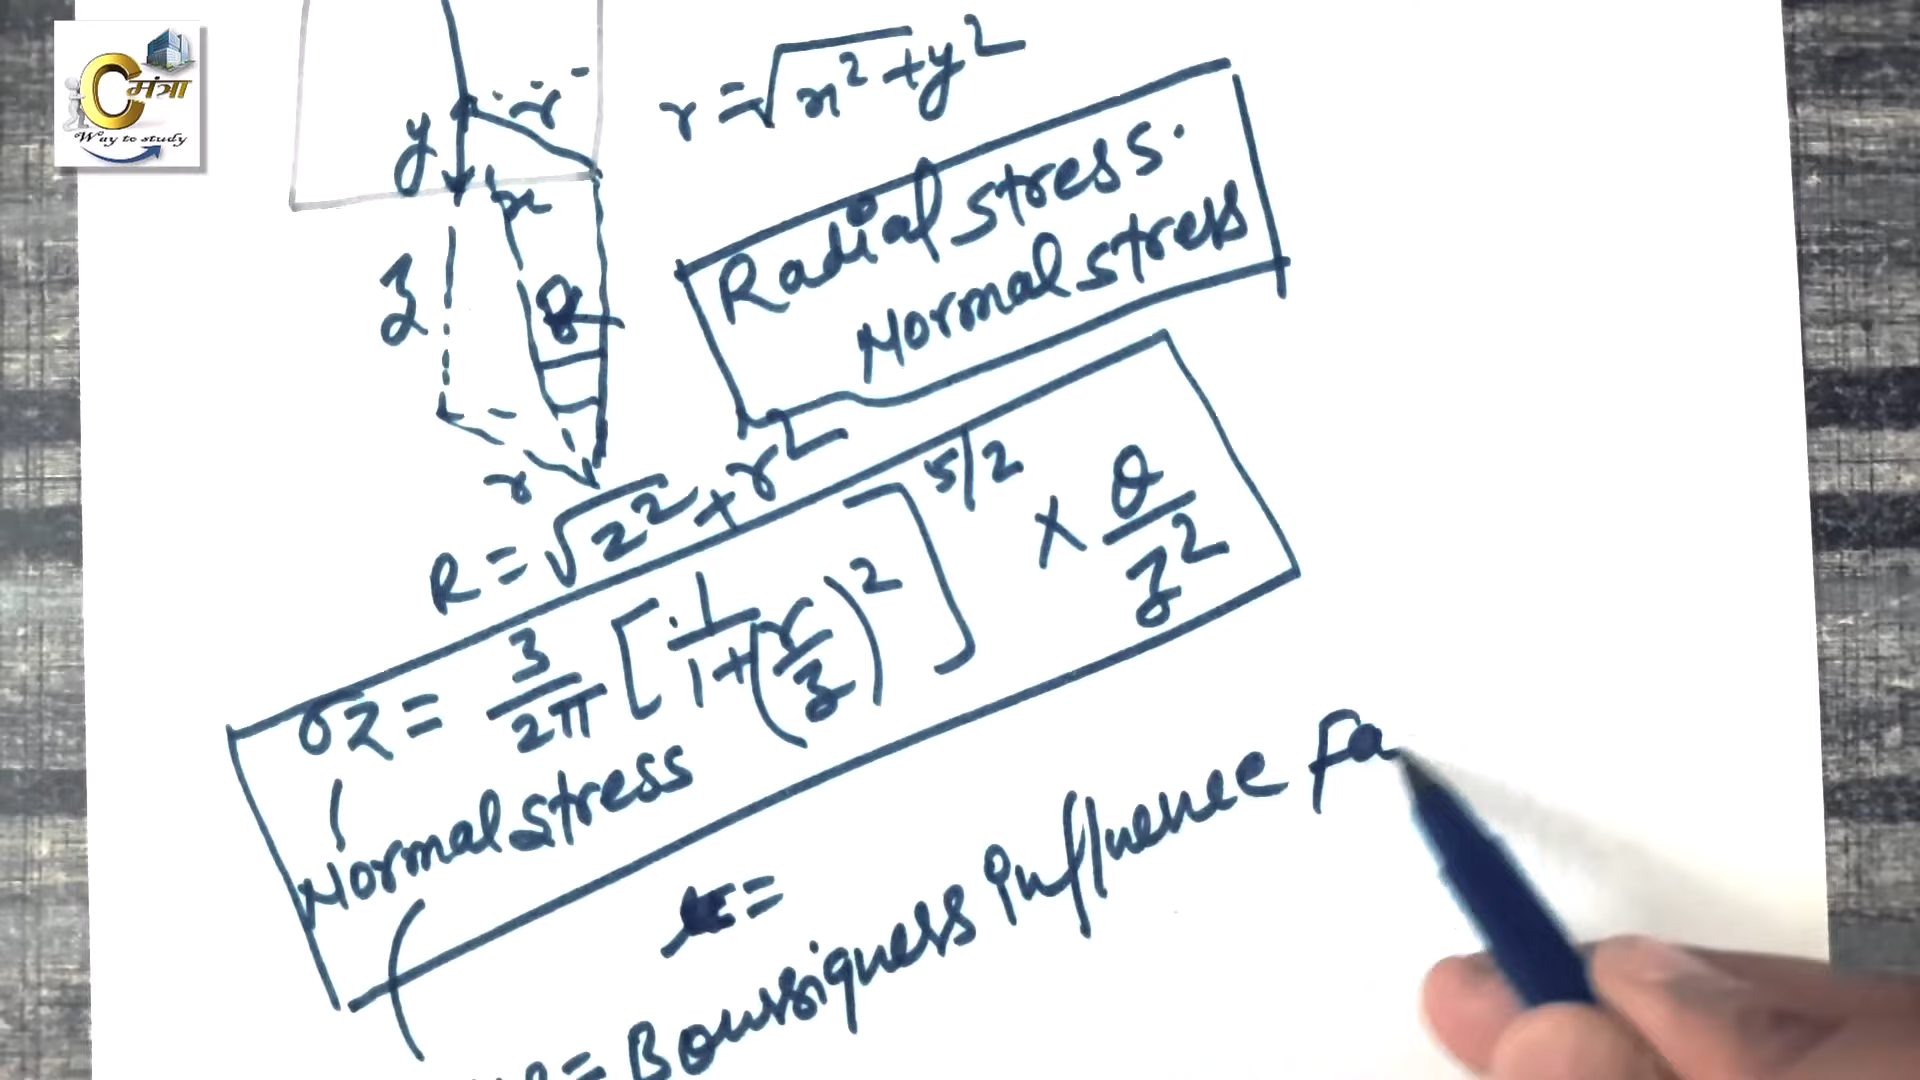 C मंत्रा
Way to study
r
r = √x²+y²
y
x
Radial stress.
Normal stress
z
r
R = √z²+r²
σz = 3/2π [1/1+(r/z)²]^5/2 × Q/z²
Normal stress
=
= Boussiqness influence Fa